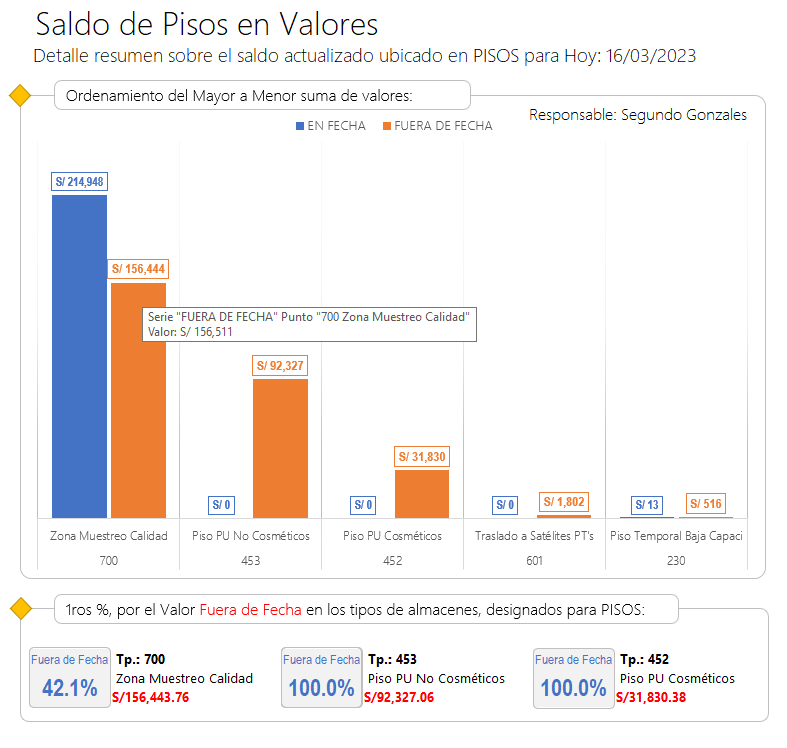 Saldo de Pisos en Valores
Detalle resumen sobre el saldo actualizado ubicado en PISOS para Hoy: 16/03/2023
Ordenamiento del Mayor a Menor suma de valores:
Responsable: Segundo Gonzales
EN FECHA FUERA DE FECHA
S/ 214,948
S/ 156,444
Serie "FUERA DE FECHA" Punto "700 Zona Muestreo Calidad"
Valor: S/ 156,511
S/ 92,327
S/ 31,830
S/ 0 S/ 0 S/ 0 S/ 1,802 S/ 13 S/ 516
Zona Muestreo Calidad Piso PU No Cosméticos Piso PU Cosméticos Traslado a Satélites PT's Piso Temporal Baja Capaci
700 453 452 601 230
1ros %, por el Valor Fuera de Fecha en los tipos de almacenes, designados para PISOS:
Fuera de Fecha Tp.: 700 Fuera de Fecha Tp.: 453 Fuera de Fecha Tp.: 452
42.1% Zona Muestreo Calidad 100.0% Piso PU No Cosméticos 100.0% Piso PU Cosméticos
S/156,443.76 S/92,327.06 S/31,830.38